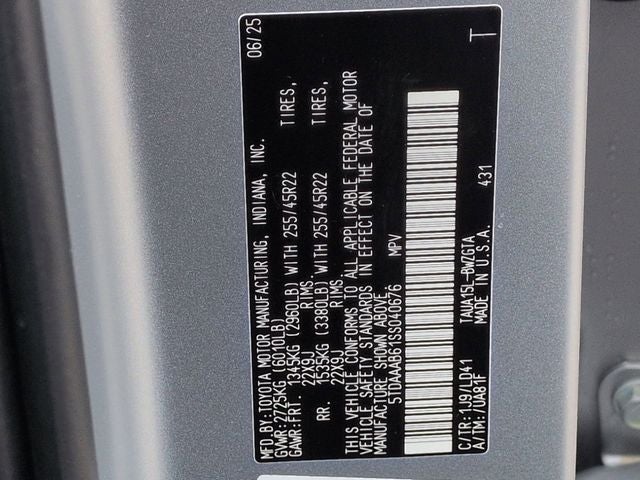 MFD.BY:TOYOTA MOTOR MANUFACTURING, INDIANA, INC. 06/25
GVWR:2725KG (6010LB)
GAWR:FRT. 1345KG (2960LB) WITH 255/45R22 TIRES,
22X9J RIMS.
RR. 1535KG (3380LB) WITH 255/45R22 TIRES,
22X9J RIMS.
THIS VEHICLE CONFORMS TO ALL APPLICABLE FEDERAL MOTOR
VEHICLE SAFETY STANDARDS IN EFFECT ON THE DATE OF
MANUFACTURE SHOWN ABOVE.
5TDAAAB61SS040676 MPV
C/TR:1J9/LD41 TAUA15L-BWZGTA T
A/TM:/UA81F MADE IN U.S.A. 431